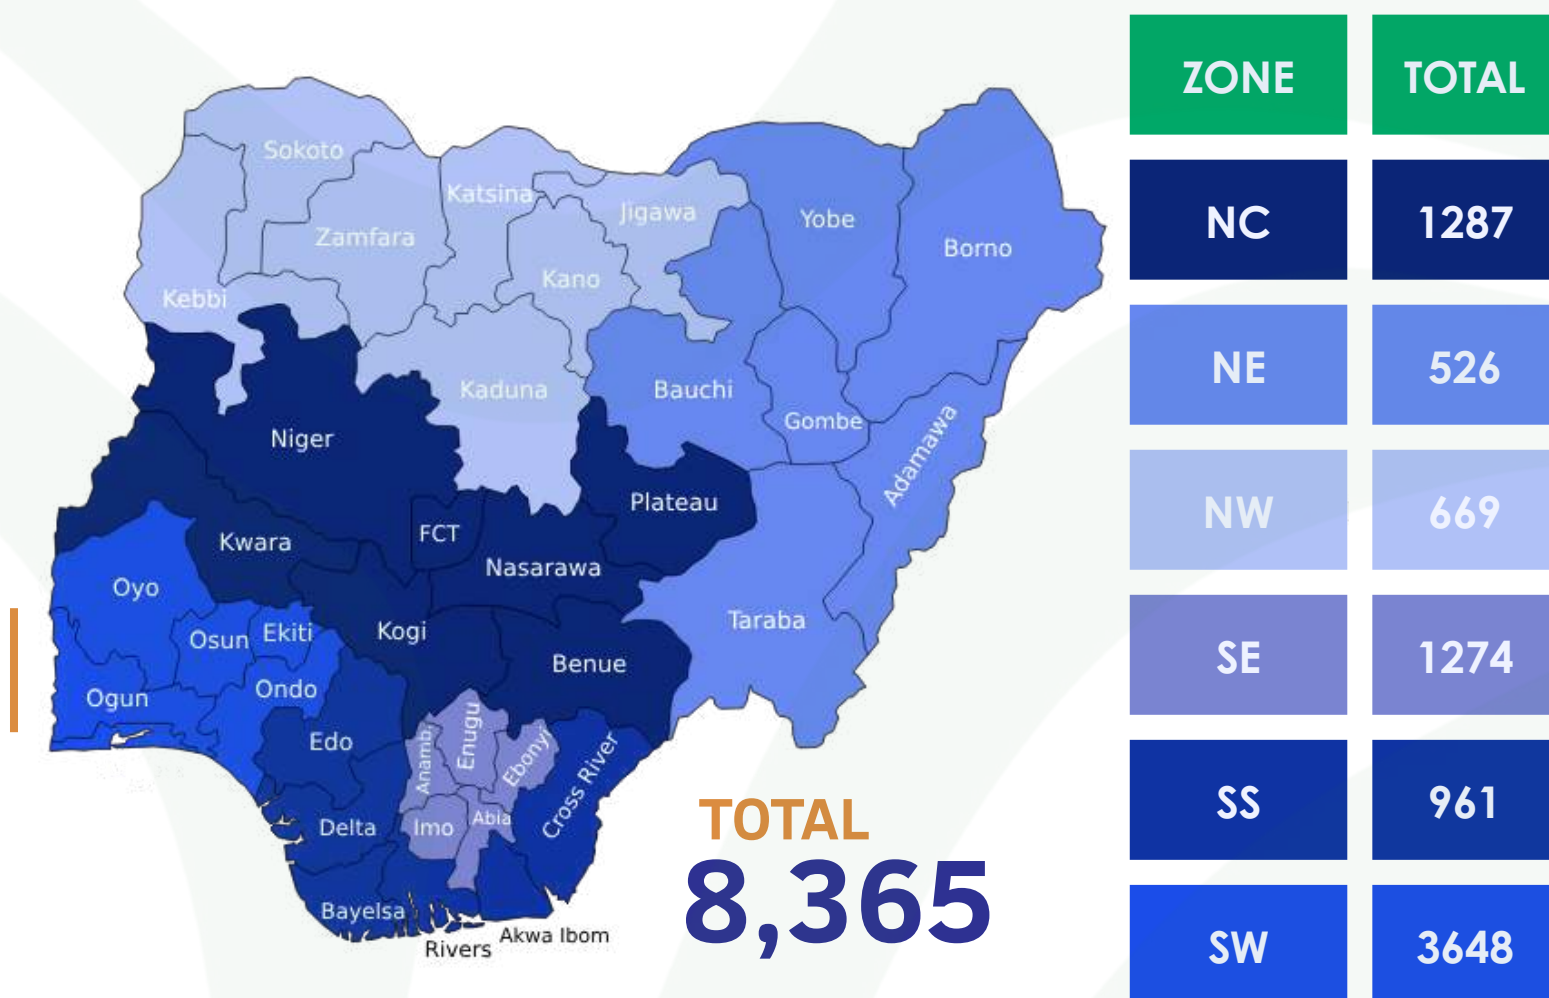 Sokoto
Katsina
Jigawa
Zamfara
Yobe
Borno
Kano
Kebbi
Kaduna
Bauchi
Gombe
Adamawa
Niger
Plateau
FCT
Kwara
Nasarawa
Oyo
Taraba
Osun
Ekiti
Kogi
Benue
Ogun
Ondo
Edo
Anamb
Enugu
Ebonyi
Cross River
Delta
Imo
Abia
Bayelsa
Rivers
Akwa Ibom
TOTAL
8,365
ZONE TOTAL
NC 1287
NE 526
NW 669
SE 1274
SS 961
SW 3648